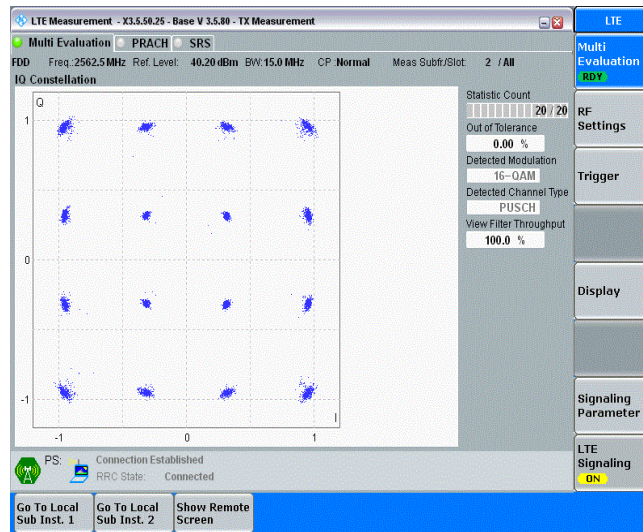 LTE Measurement - X3.5.50.25 - Base V 3.5.80 - TX Measurement
LTE
Multi Evaluation PRACH SRS
FDD Freq.:2562.5 MHz Ref. Level: 40.20 dBm BW:15.0 MHz CP :Normal Meas Subfr./Slot: 2 / All
IQ Constellation
Q
1
0
-1
-1 0 1
I
Statistic Count
20 / 20
Out of Tolerance
0.00 %
Detected Modulation
16-QAM
Detected Channel Type
PUSCH
View Filter Throughput
100.0 %
Multi
Evaluation
RDY
RF
Settings
Trigger
Display
Signaling
Parameter
LTE
Signaling
ON
PS: Connection Established
RRC State: Connected
Go To Local
Sub Inst. 1
Go To Local
Sub Inst. 2
Show Remote
Screen